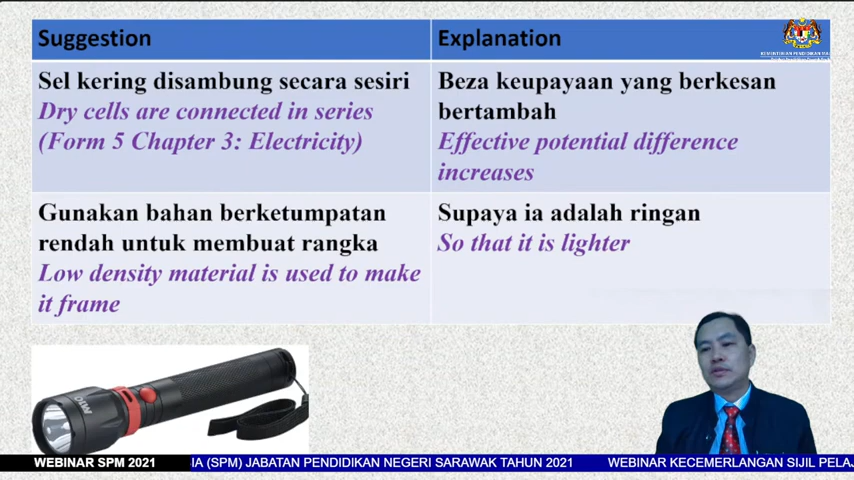 Suggestion
Explanation
Sel kering disambung secara sesiri
Dry cells are connected in series
(Form 5 Chapter 3: Electricity)
Beza keupayaan yang berkesan
bertambah
Effective potential difference
increases
Gunakan bahan berketumpatan
rendah untuk membuat rangka
Low density material is used to make
it frame
Supaya ia adalah ringan
So that it is lighter
KEMENTERIAN PENDIDIKAN
WEBINAR SPM 2021
IA (SPM) JABATAN PENDIDIKAN NEGERI SARAWAK TAHUN 2021 WEBINAR KECEMERLANGAN SIJIL PELAJ